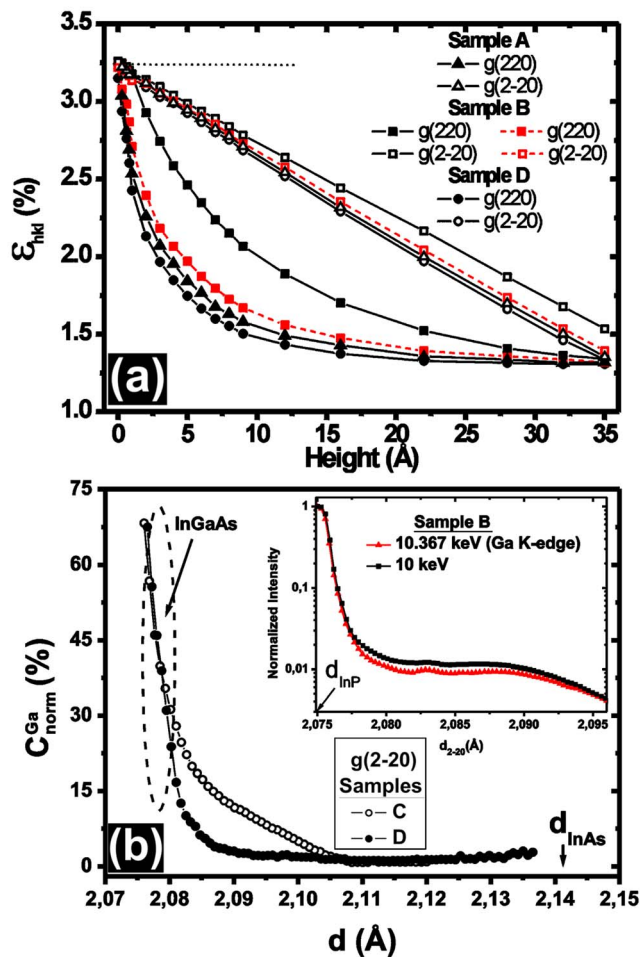 (a)
3.5
3.0
2.5
2.0
1.5
1.0
ε_hkl (%)
0 5 10 15 20 25 30 35
Height (Å)
Sample A
g(220)
g(2-20)
Sample B
g(220) g(220)
g(2-20) g(2-20)
Sample D
g(220)
g(2-20)
(b)
75
60
45
30
15
0
C^Ga_norm (%)
2,07 2,08 2,09 2,10 2,11 2,12 2,13 2,14 2,15
d (Å)
InGaAs
Normalized Intensity
1
0,1
0,01
Sample B
10.367 keV (Ga K-edge)
10 keV
d_InP
2,075 2,080 2,085 2,090 2,095
d_2-20(Å)
g(2-20)
Samples
C
D
d_InAs